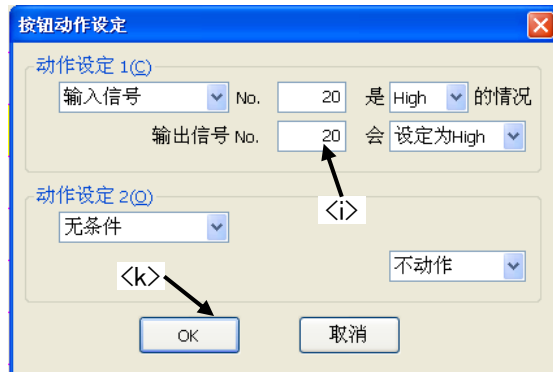 按钮动作设定
动作设定 1(C)
输入信号 No. 20 是 High 的情况
输出信号 No. 20 会 设定为High
动作设定 2(O)
<i>
无条件
不动作
<k>
OK 取消